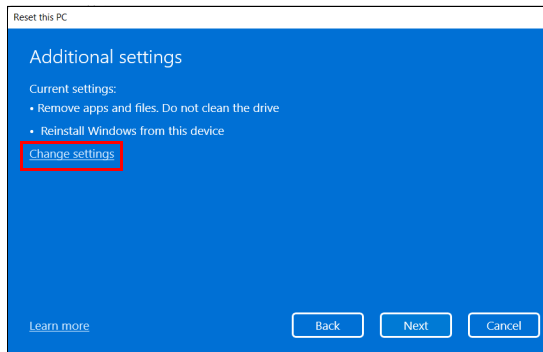 Reset this PC
Additional settings
Current settings:
• Remove apps and files. Do not clean the drive
• Reinstall Windows from this device
Change settings
Learn more
Back
Next
Cancel